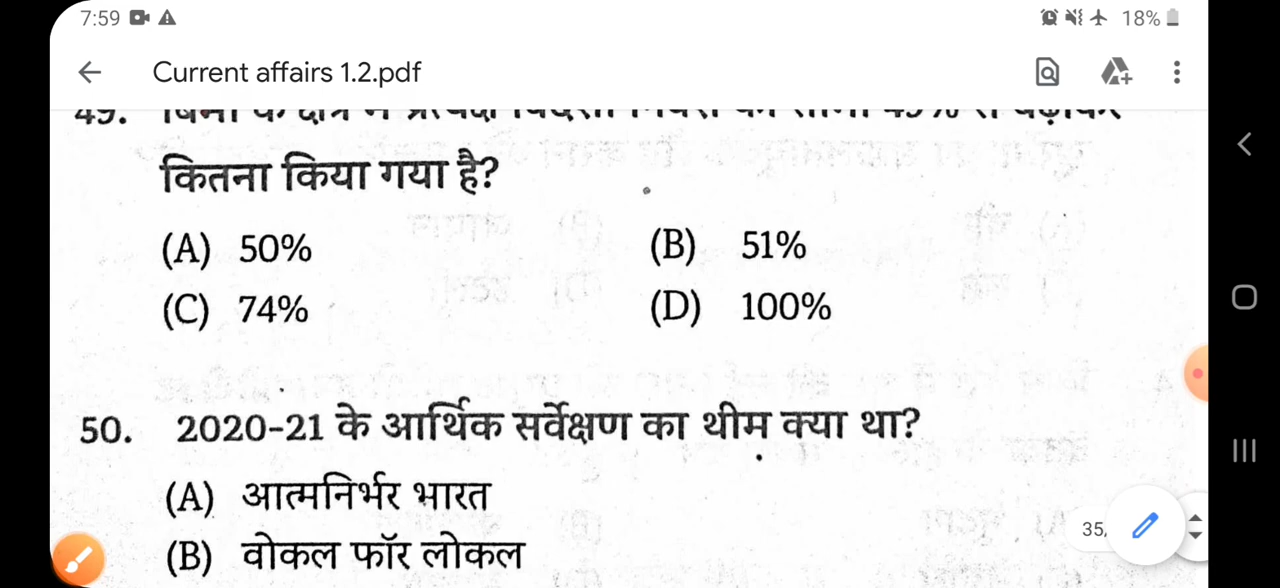 7:59
18%
Current affairs 1.2.pdf
49.
कितना किया गया है?
(A) 50% (B) 51%
(C) 74% (D) 100%
50. 2020-21 के आर्थिक सर्वेक्षण का थीम क्या था?
(A) आत्मनिर्भर भारत
35,
(B) वोकल फॉर लोकल